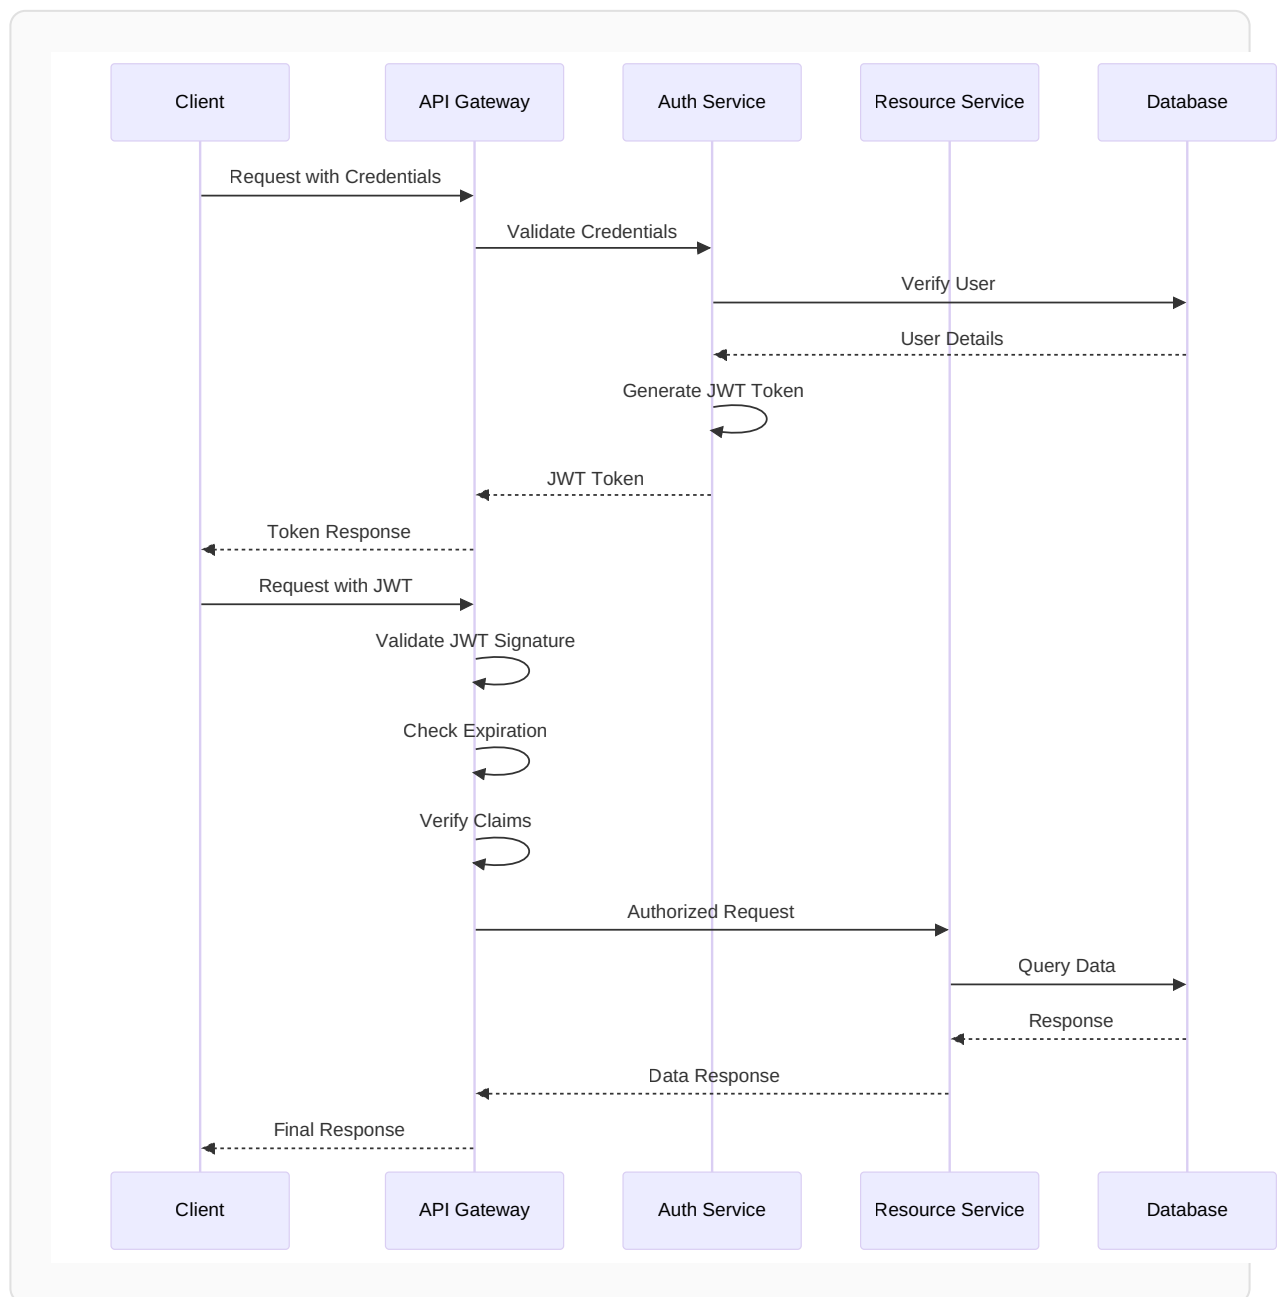 Client
API Gateway
Auth Service
Resource Service
Database
Request with Credentials
Validate Credentials
Verify User
User Details
Generate JWT Token
JWT Token
Token Response
Request with JWT
Validate JWT Signature
Check Expiration
Verify Claims
Authorized Request
Query Data
Response
Data Response
Final Response
Client
API Gateway
Auth Service
Resource Service
Database